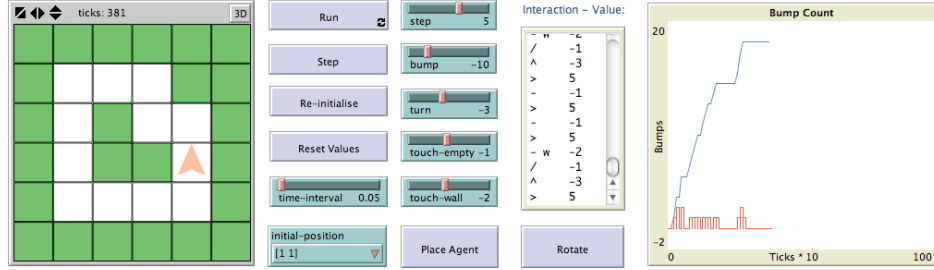 ticks: 381
3D
Run
Step
Re-initialise
Reset Values
time-interval 0.05
initial-position
[1 1]
step 5
bump -10
turn -3
touch-empty -1
touch-wall -2
Place Agent
Rotate
Interaction - Value:
- w -2
/ -1
^ -3
> 5
- -1
> 5
- -1
> 5
- w -2
/ -1
^ -3
> 5
Bump Count
20
Bumps
-2
0
Ticks * 10
100